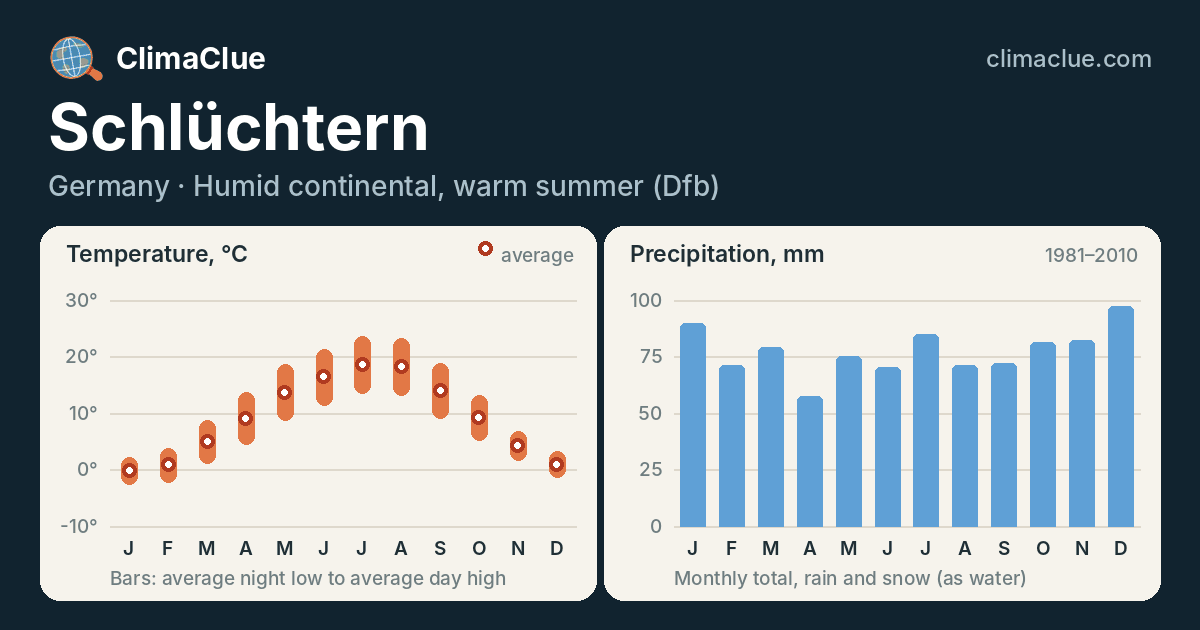 ClimaClue
climaclue.com
Schlüchtern
Germany · Humid continental, warm summer (Dfb)
Temperature, °C
average
30°
20°
10°
0°
-10°
J F M A M J J A S O N D
Bars: average night low to average day high
Precipitation, mm
1981–2010
100
75
50
25
0
J F M A M J J A S O N D
Monthly total, rain and snow (as water)